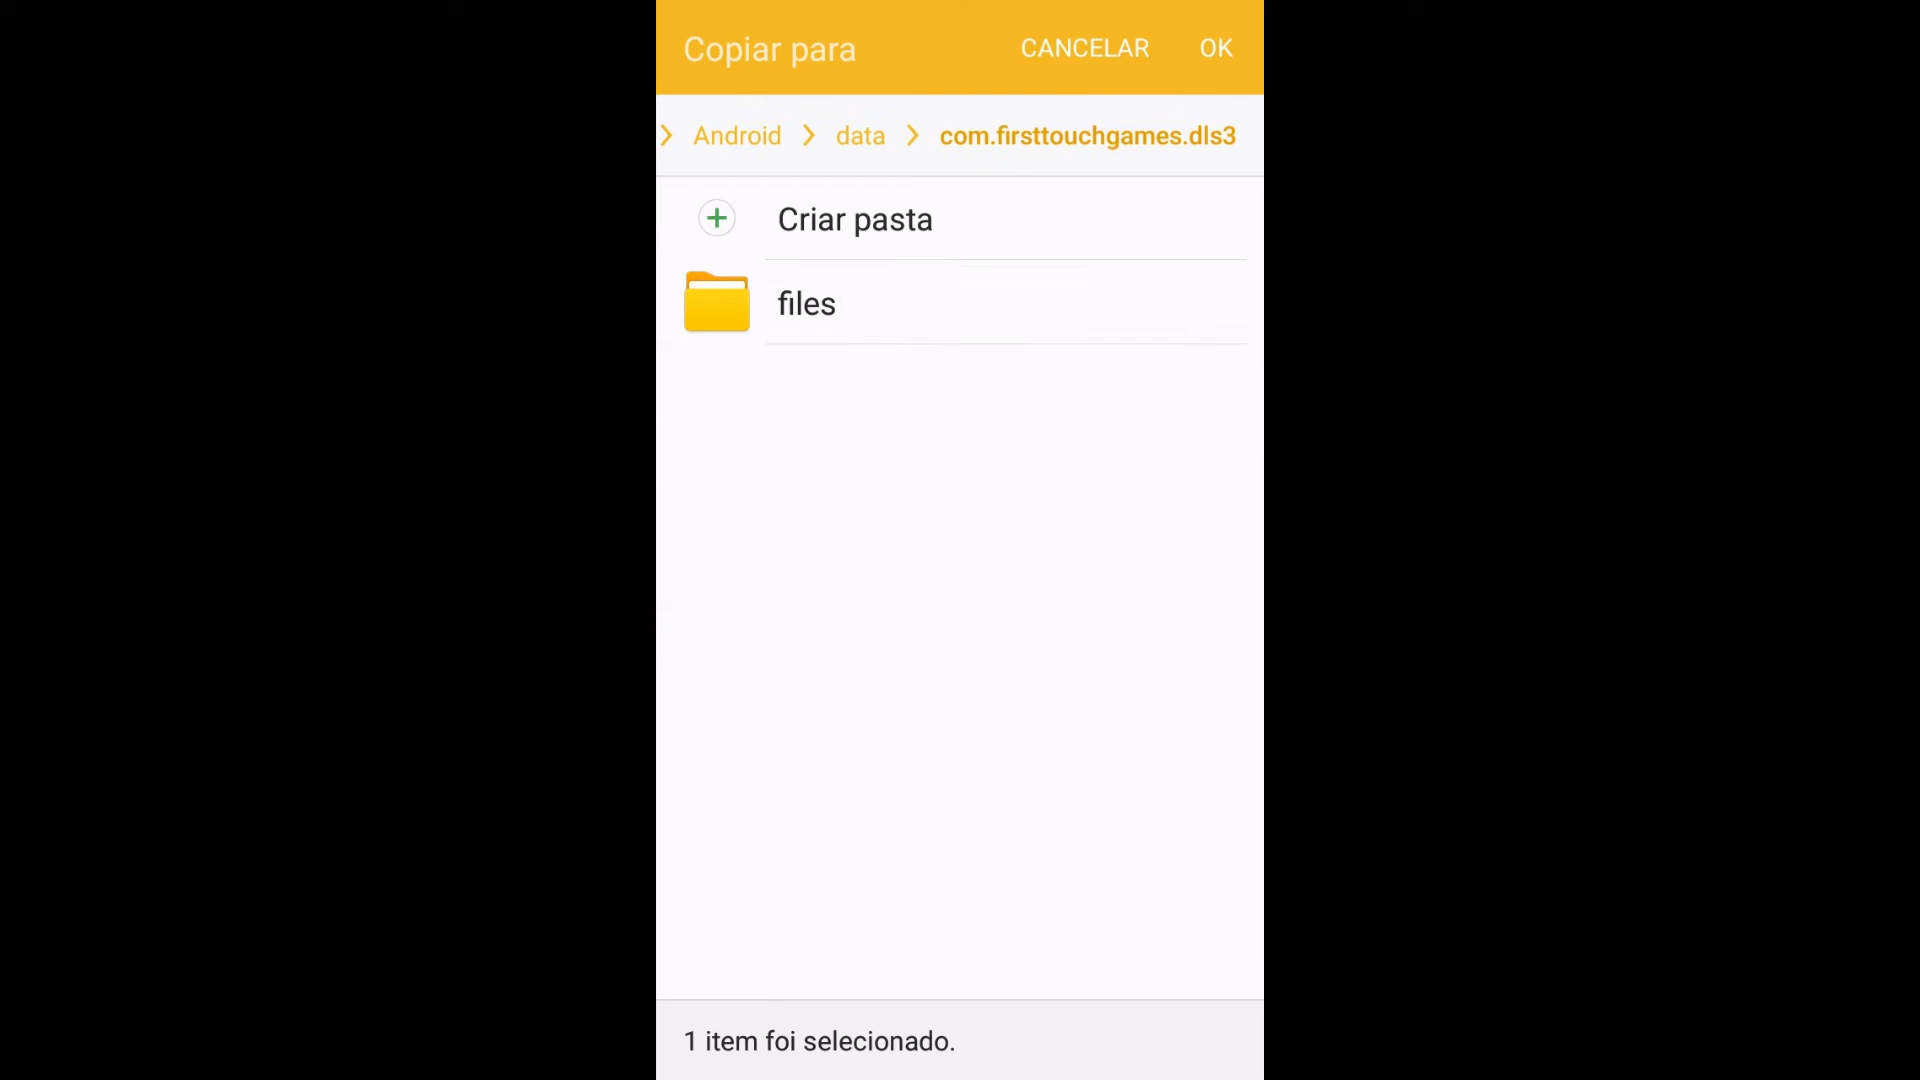 Copiar para CANCELAR OK
Android data com.firsttouchgames.dls3
Criar pasta
files
1 item foi selecionado.